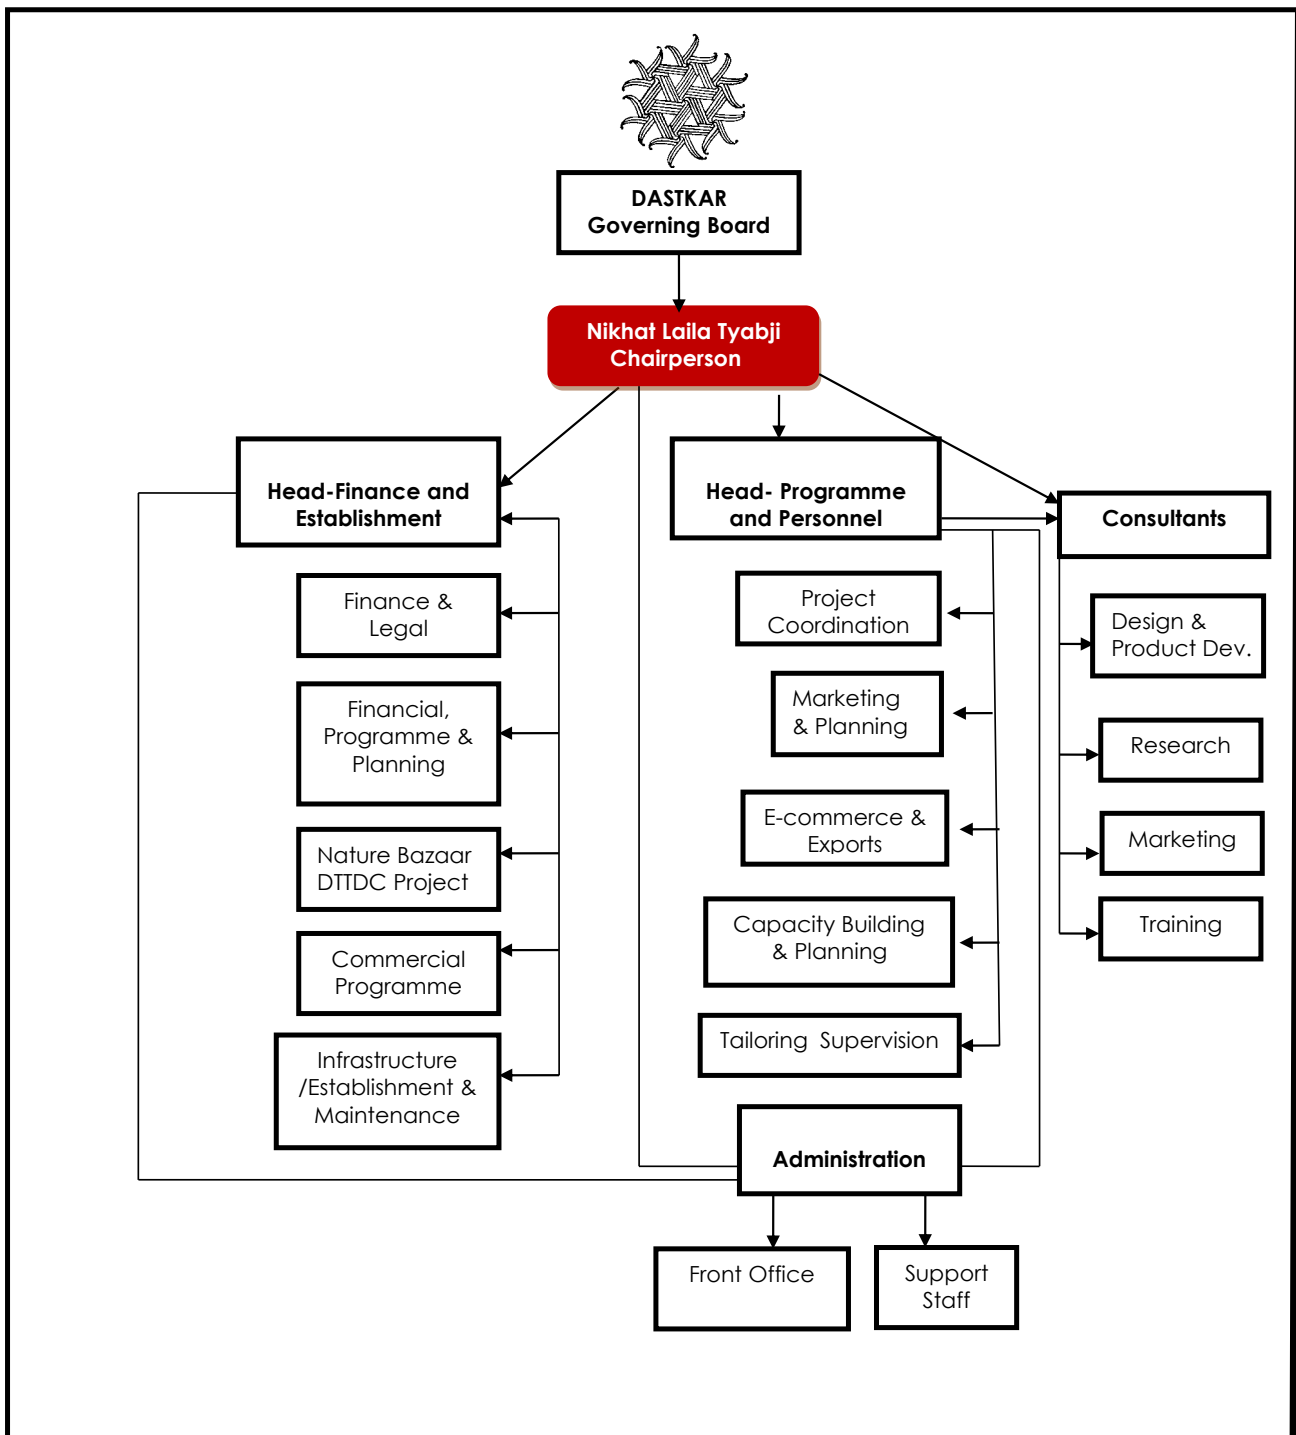 DASTKAR
Governing Board
Nikhat Laila Tyabji
Chairperson
Head-Finance and
Establishment
Head- Programme
and Personnel
Consultants
Finance &
Legal
Financial,
Programme &
Planning
Nature Bazaar
DTTDC Project
Commercial
Programme
Infrastructure
/Establishment &
Maintenance
Project
Coordination
Marketing
& Planning
E-commerce &
Exports
Capacity Building
& Planning
Tailoring  Supervision
Design &
Product Dev.
Research
Marketing
Training
Administration
Front Office
Support
Staff